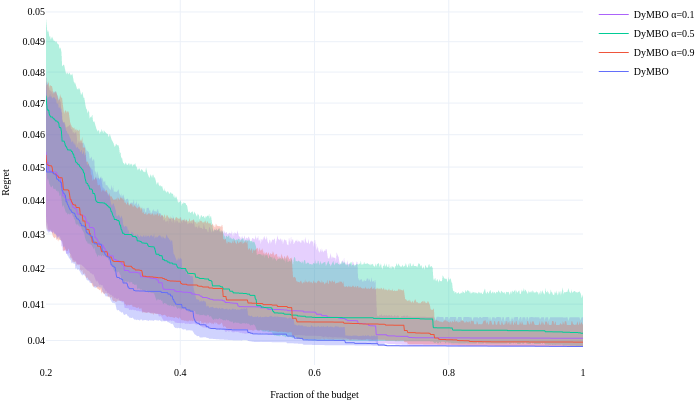 0.05
0.049
0.048
0.047
0.046
0.045
0.044
0.043
0.042
0.041
0.04
Regret
0.2
0.4
0.6
0.8
1
Fraction of the budget
DyMBO α=0.1
DyMBO α=0.5
DyMBO α=0.9
DyMBO